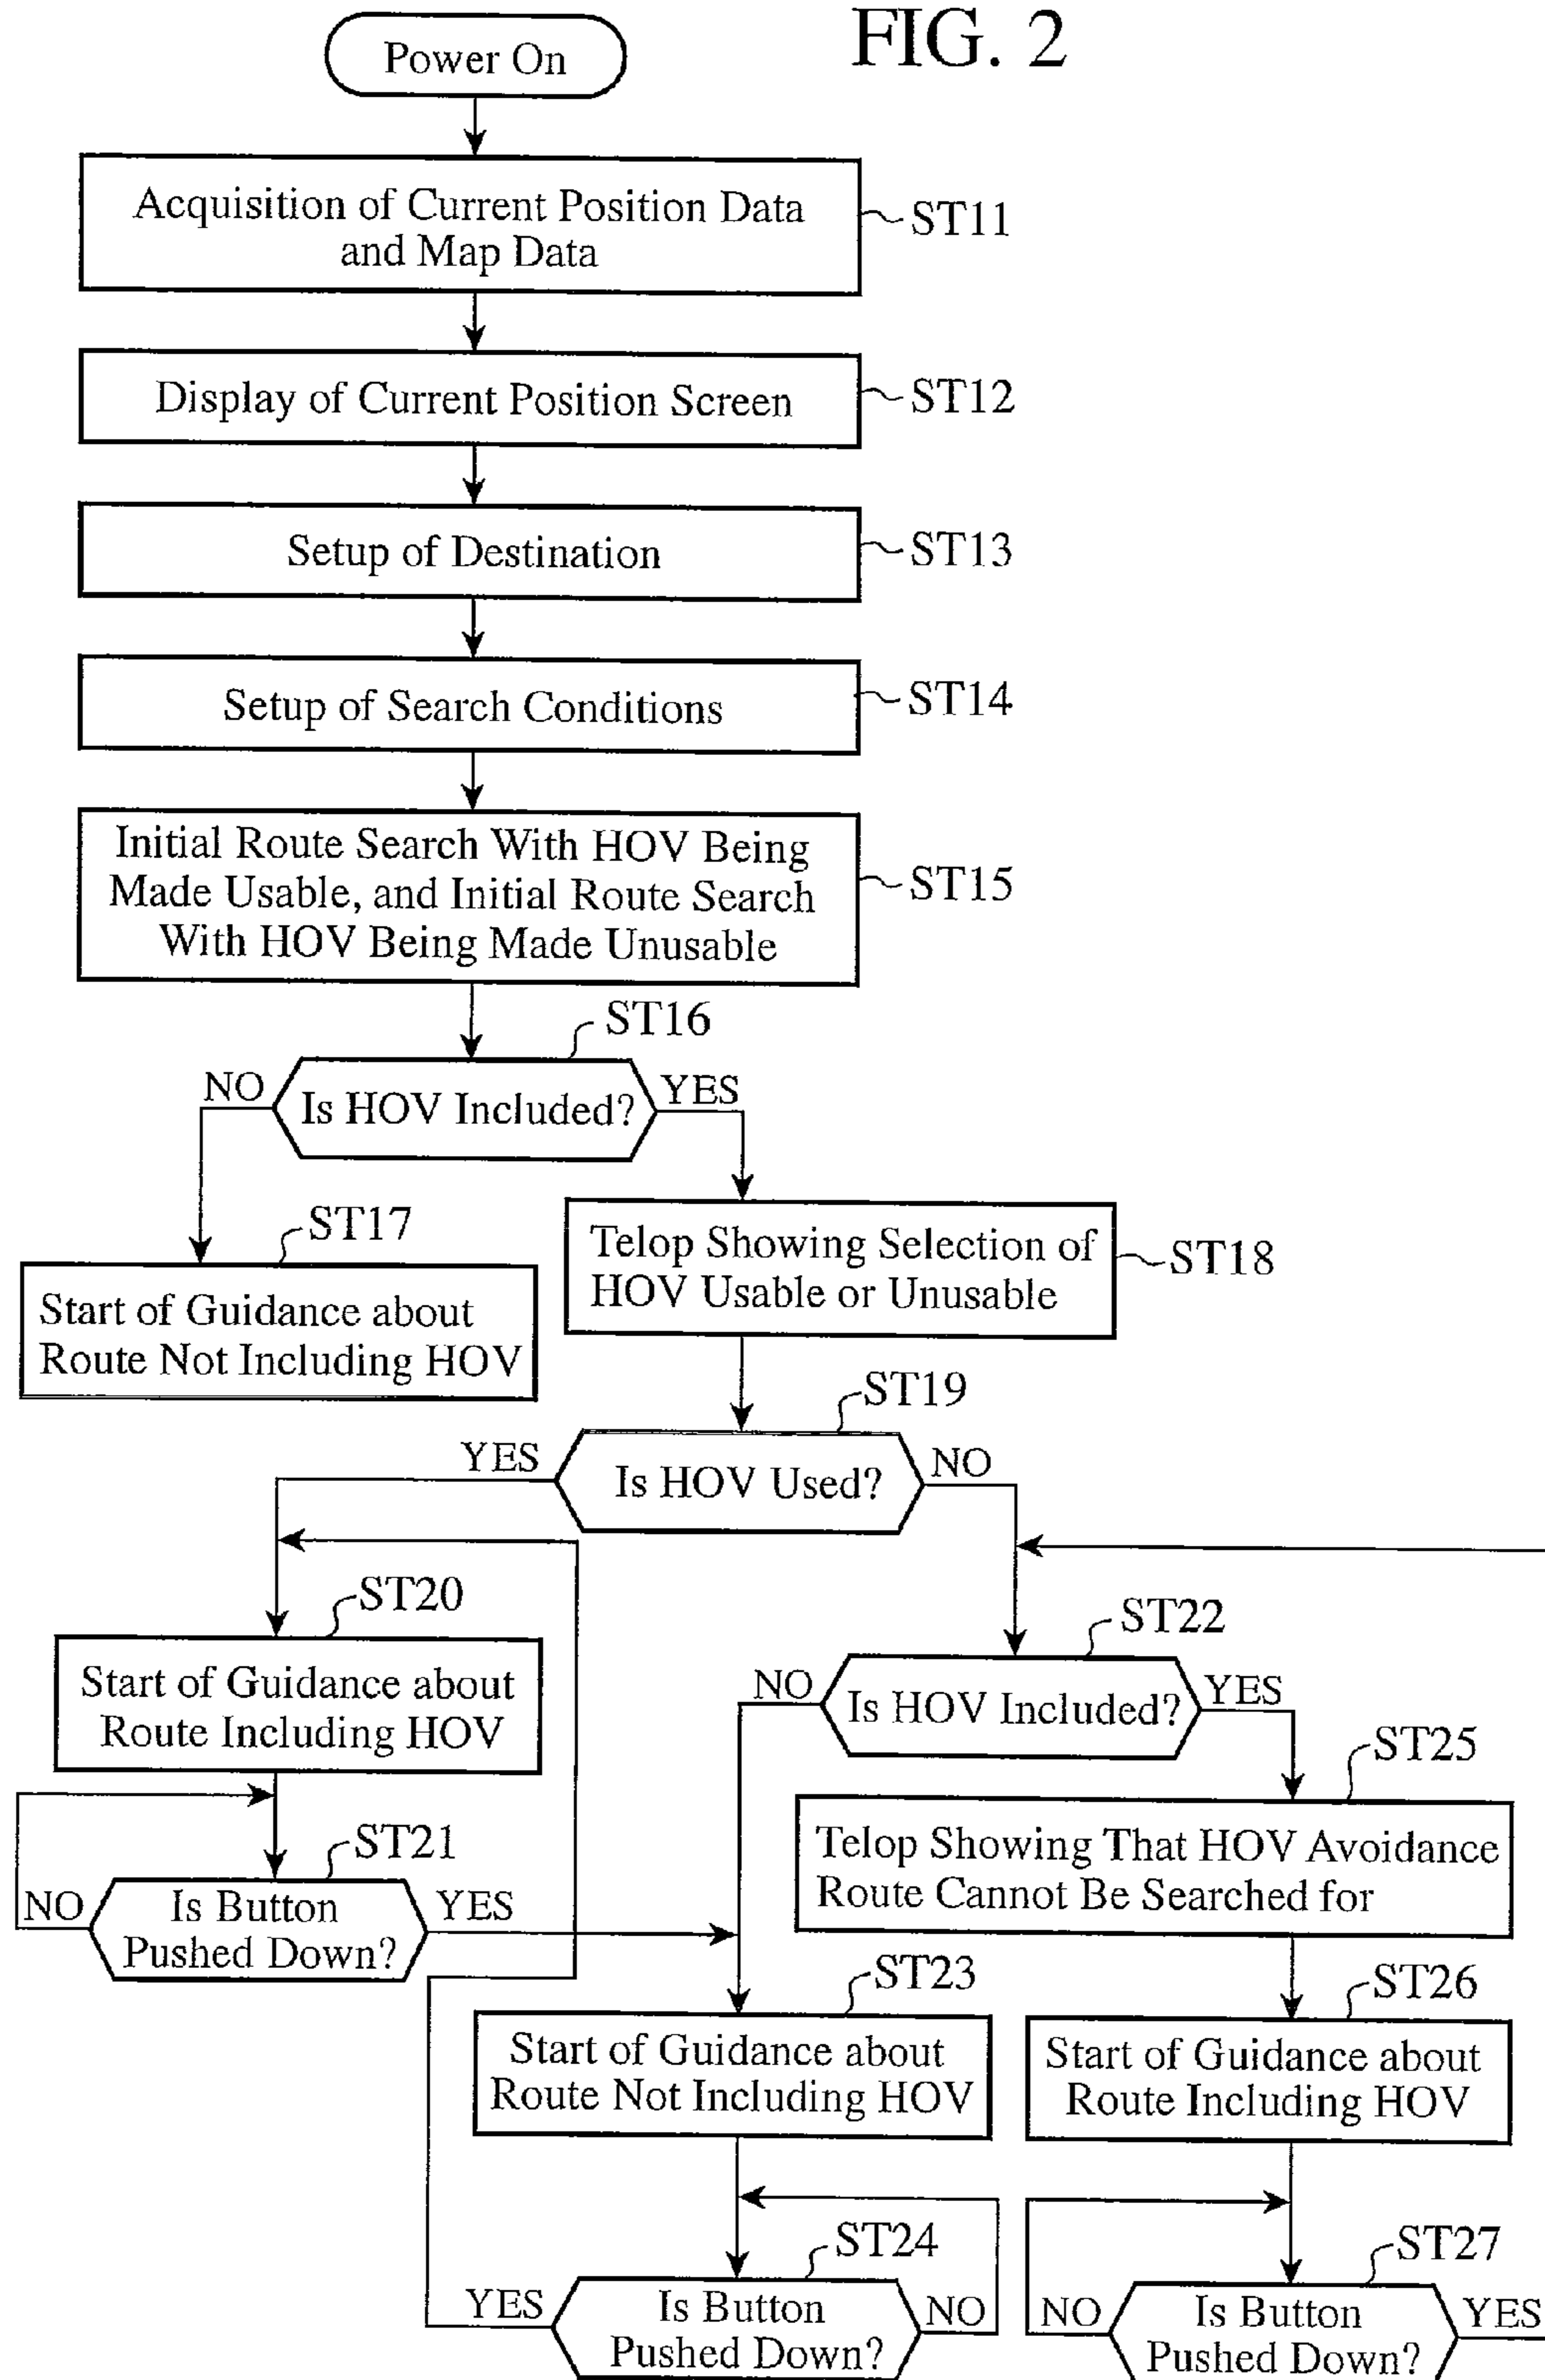 FIG. 2
Power On
Acquisition of Current Position Data
and Map Data
ST11
Display of Current Position Screen
ST12
Setup of Destination
ST13
Setup of Search Conditions
ST14
Initial Route Search With HOV Being
Made Usable, and Initial Route Search
With HOV Being Made Unusable
ST15
ST16
NO
Is HOV Included?
YES
ST17
Start of Guidance about
Route Not Including HOV
Telop Showing Selection of
HOV Usable or Unusable
ST18
ST19
YES
Is HOV Used?
NO
ST20
Start of Guidance about
Route Including HOV
ST21
NO
Is Button
Pushed Down?
YES
ST22
NO
Is HOV Included?
YES
ST25
Telop Showing That HOV Avoidance
Route Cannot Be Searched for
ST23
Start of Guidance about
Route Not Including HOV
ST26
Start of Guidance about
Route Including HOV
ST24
YES
Is Button
Pushed Down?
NO
ST27
NO
Is Button
Pushed Down?
YES